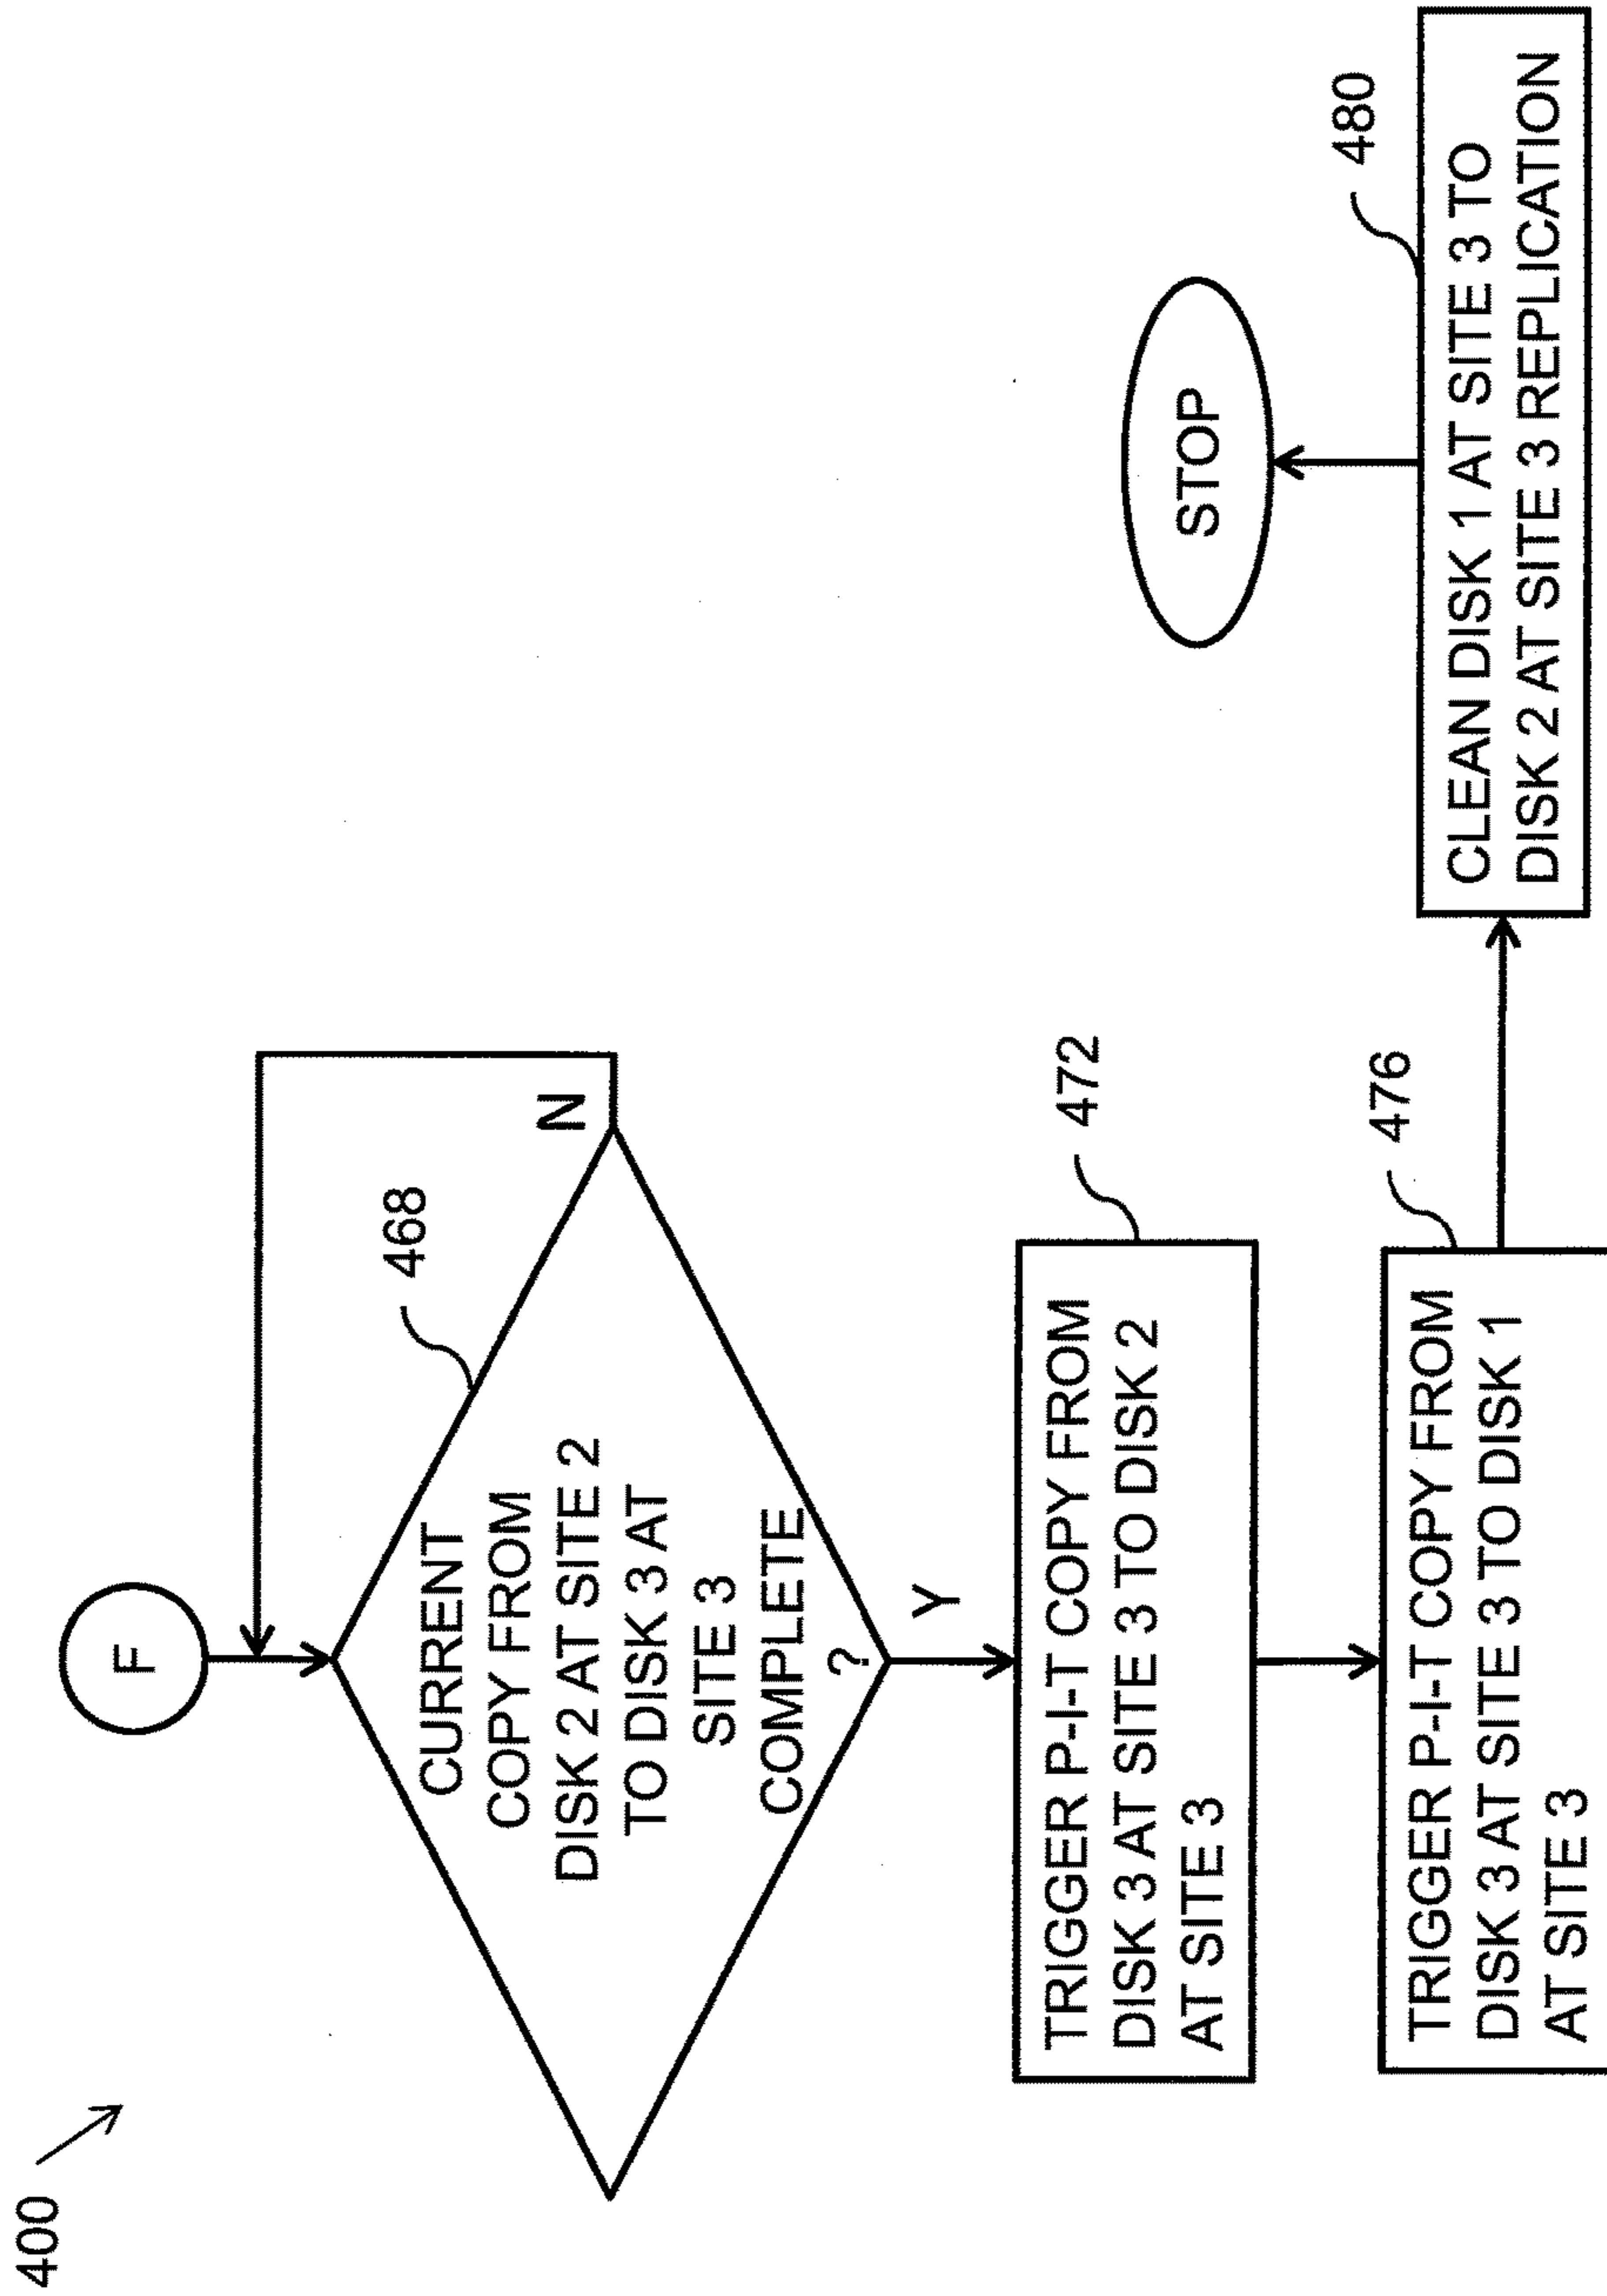 400
F
468
CURRENT
COPY FROM
DISK 2 AT SITE 2
TO DISK 3 AT
SITE 3
COMPLETE
?
N
Y
472
TRIGGER P-I-T COPY FROM
DISK 3 AT SITE 3 TO DISK 2
AT SITE 3
476
TRIGGER P-I-T COPY FROM
DISK 3 AT SITE 3 TO DISK 1
AT SITE 3
480
CLEAN DISK 1 AT SITE 3 TO
DISK 2 AT SITE 3 REPLICATION
STOP